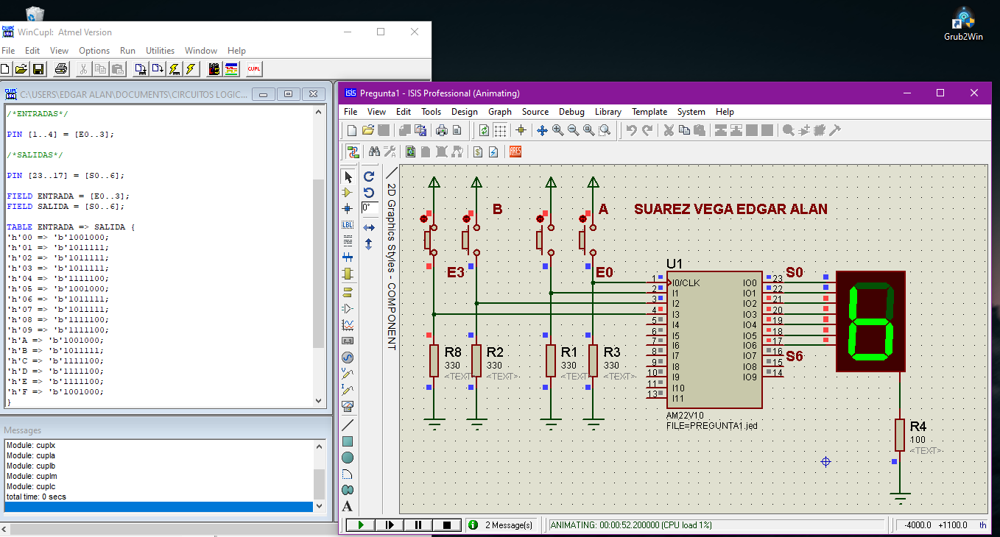 Grub2Win
WinCupl: Atmel Version
File Edit View Options Run Utilities Window Help
CUPL
C:\USERS\EDGAR ALAN\DOCUMENTS\CIRCUITOS LOGIC...
/*ENTRADAS*/
PIN [1..4] = [E0..3];
/*SALIDAS*/
PIN [23..17] = [S0..6];
FIELD ENTRADA = [E0..3];
FIELD SALIDA = [S0..6];
TABLE ENTRADA => SALIDA {
'h'00 => 'b'1001000;
'h'01 => 'b'1011111;
'h'02 => 'b'1011111;
'h'03 => 'b'1011111;
'h'04 => 'b'1111100;
'h'05 => 'b'1001000;
'h'06 => 'b'1011111;
'h'07 => 'b'1011111;
'h'08 => 'b'1111100;
'h'09 => 'b'1111100;
'h'A => 'b'1001000;
'h'B => 'b'1011111;
'h'C => 'b'1111100;
'h'D => 'b'1111100;
'h'E => 'b'1111100;
'h'F => 'b'1001000;
}
Messages
Module: cuplx
Module: cupla
Module: cuplb
Module: cuplm
Module: cuplc
total time: 0 secs
ISIS Pregunta1 - ISIS Professional (Animating)
File View Edit Tools Design Graph Source Debug Library Template System Help
ARES
LBL
0°
2D Graphics Styles - COMPONENT
A
B A SUAREZ VEGA EDGAR ALAN
E3 E0
U1
S0
S6
1 I0/CLK IO0 23
2 I1 IO1 22
3 I2 IO2 21
4 I3 IO3 20
5 I4 IO4 19
6 I5 IO5 18
7 I6 IO6 17
8 I7 IO7 16
9 I8 IO8 15
10 I9 IO9 14
11 I10
13 I11
AM22V10
FILE=PREGUNTA1.jed
R8
330
<TEXT>
R2
330
<TEXT>
R1
330
<TEXT>
R3
330
<TEXT>
R4
100
<TEXT>
2 Message(s)
ANIMATING: 00:00:52.200000 (CPU load 1%)
-4000.0 +1100.0 th